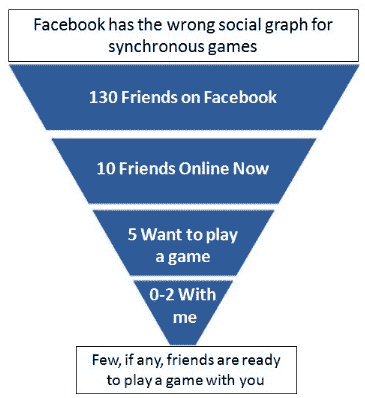 Facebook has the wrong social graph for
synchronous games
130 Friends on Facebook
10 Friends Online Now
5 Want to play
a game
0-2 With
me
Few, if any, friends are ready
to play a game with you